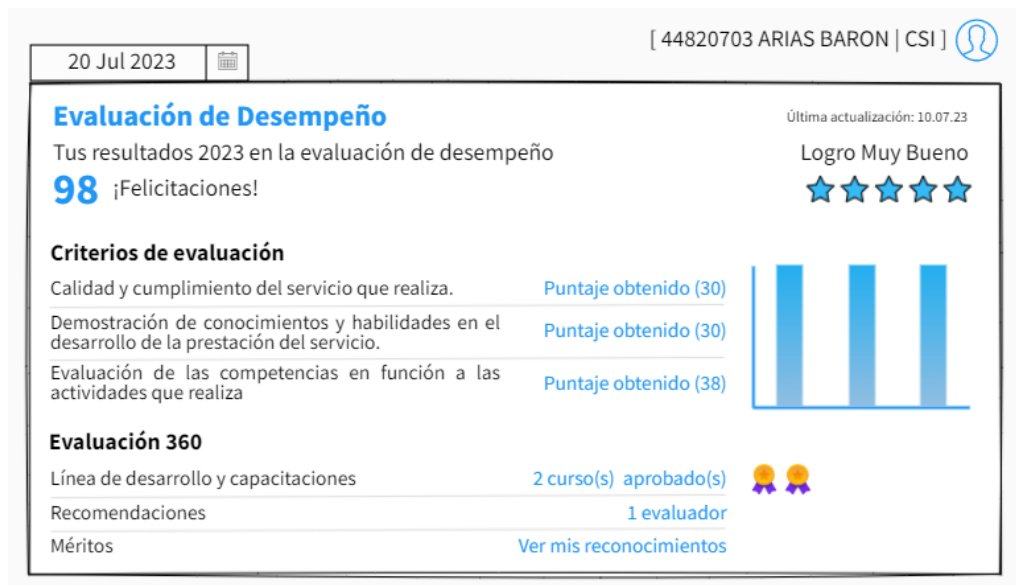 [ 44820703 ARIAS BARON | CSI ]
20 Jul 2023
Evaluación de Desempeño
Última actualización: 10.07.23
Tus resultados 2023 en la evaluación de desempeño
Logro Muy Bueno
98 ¡Felicitaciones!
Criterios de evaluación
Calidad y cumplimiento del servicio que realiza.
Puntaje obtenido (30)
Demostración de conocimientos y habilidades en el
desarrollo de la prestación del servicio.
Puntaje obtenido (30)
Evaluación de las competencias en función a las
actividades que realiza
Puntaje obtenido (38)
Evaluación 360
Línea de desarrollo y capacitaciones
2 curso(s) aprobado(s)
Recomendaciones
1 evaluador
Méritos
Ver mis reconocimientos